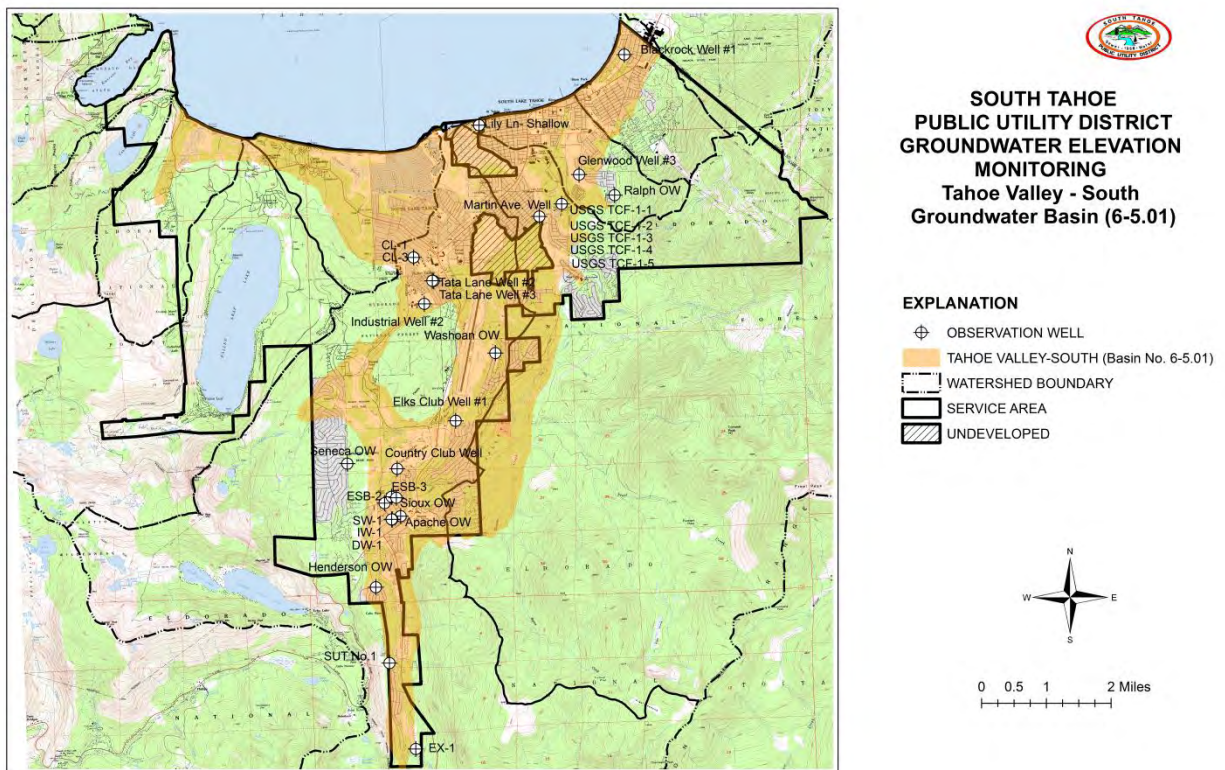 Blackrock Well #1
Lily Ln- Shallow
Glenwood Well #3
Ralph OW
Martin Ave. Well
USGS TCF-1-1
USGS TCF-1-2
USGS TCF-1-3
USGS TCF-1-4
USGS TCF-1-5
CL-1
CL-3
Tata Lane Well #2
Tata Lane Well #3
Industrial Well #2
Washoan OW
Elks Club Well #1
Seneca OW
Country Club Well
ESB-3
ESB-2
Sioux OW
SW-1
Apache OW
IW-1
DW-1
Henderson OW
SUT No.1
EX-1
SOUTH TAHOE
PUBLIC UTILITY DISTRICT
SOUTH TAHOE
PUBLIC UTILITY DISTRICT
GROUNDWATER ELEVATION
MONITORING
Tahoe Valley - South
Groundwater Basin (6-5.01)
EXPLANATION
OBSERVATION WELL
TAHOE VALLEY-SOUTH (Basin No. 6-5.01)
WATERSHED BOUNDARY
SERVICE AREA
UNDEVELOPED
N
W E
S
0 0.5 1 2 Miles